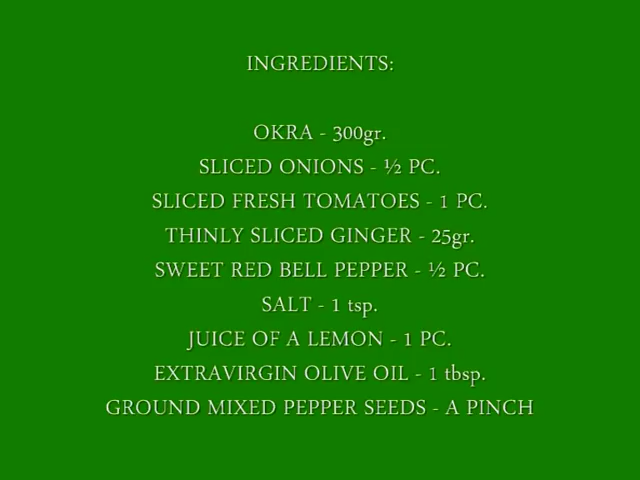 INGREDIENTS:
OKRA - 300gr.
SLICED ONIONS - ½ PC.
SLICED FRESH TOMATOES - 1 PC.
THINLY SLICED GINGER - 25gr.
SWEET RED BELL PEPPER - ½ PC.
SALT - 1 tsp.
JUICE OF A LEMON - 1 PC.
EXTRAVIRGIN OLIVE OIL - 1 tbsp.
GROUND MIXED PEPPER SEEDS - A PINCH